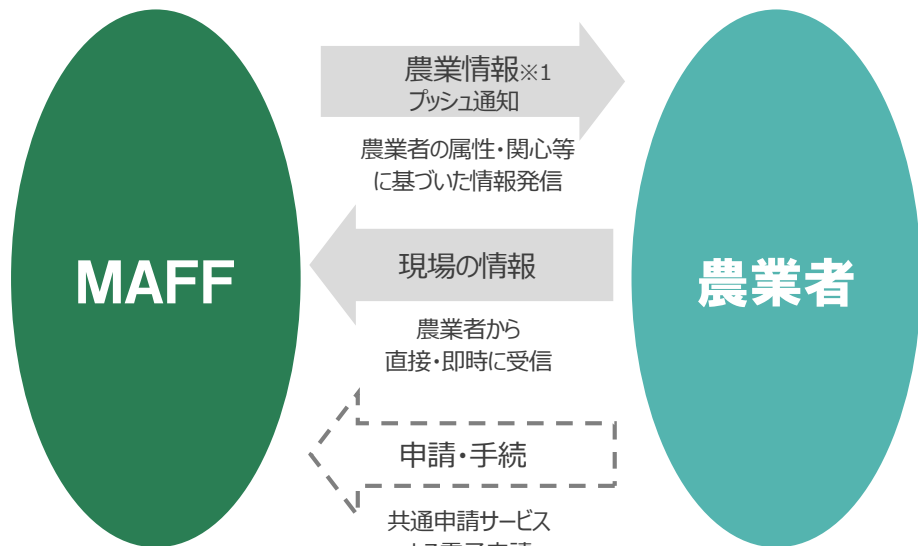 MAFF
農業情報※1
プッシュ通知
農業者の属性・関心等
に基づいた情報発信
現場の情報
農業者から
直接・即時に受信
申請・手続
共通申請サービス
農業者